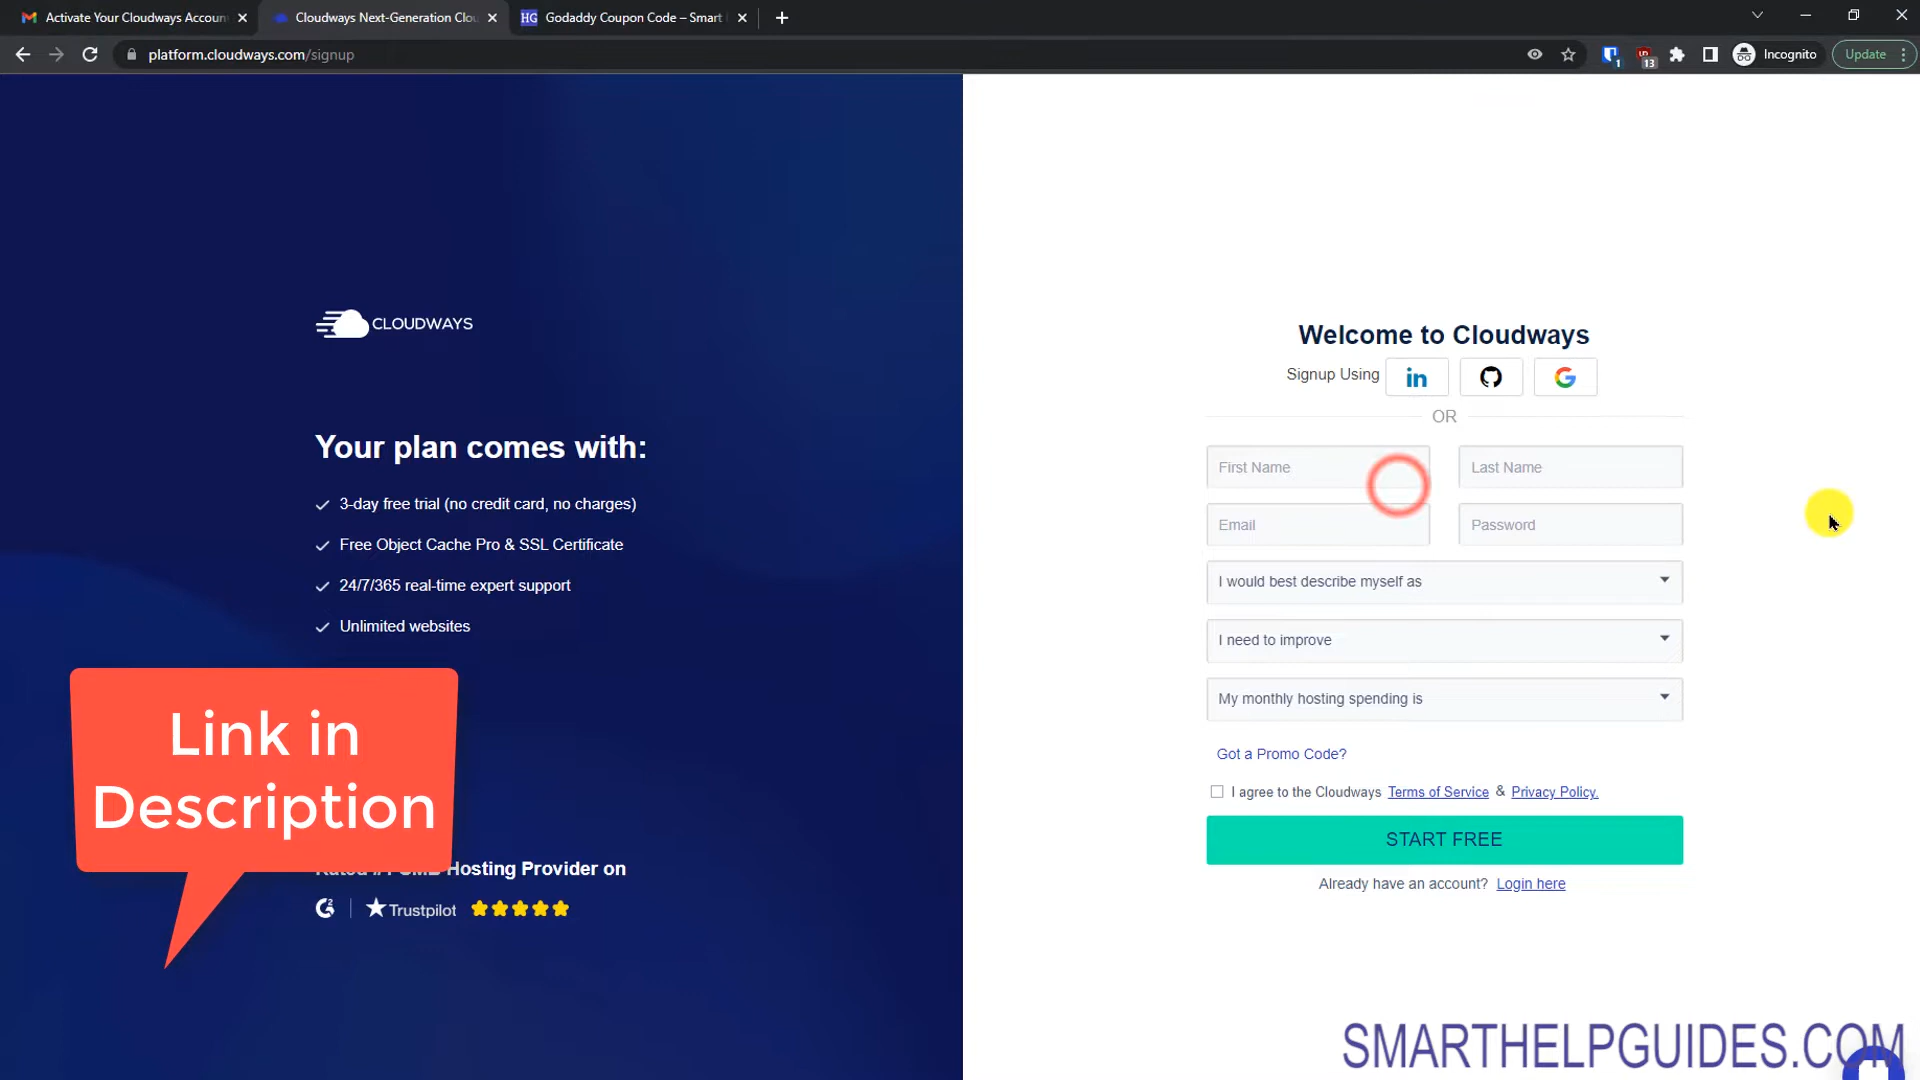 Activate Your Cloudways Accoun
Cloudways Next-Generation Clo
HG Godaddy Coupon Code – Smart
platform.cloudways.com/signup
1
13
Incognito
Update
CLOUDWAYS
Your plan comes with:
3-day free trial (no credit card, no charges)
Free Object Cache Pro & SSL Certificate
24/7/365 real-time expert support
Unlimited websites
Link in
Description
Hosting Provider on
Trustpilot
Welcome to Cloudways
Signup Using
OR
First Name
Last Name
Email
Password
I would best describe myself as
I need to improve
My monthly hosting spending is
Got a Promo Code?
I agree to the Cloudways Terms of Service & Privacy Policy.
START FREE
Already have an account? Login here
SMARTHELPGUIDES.COM